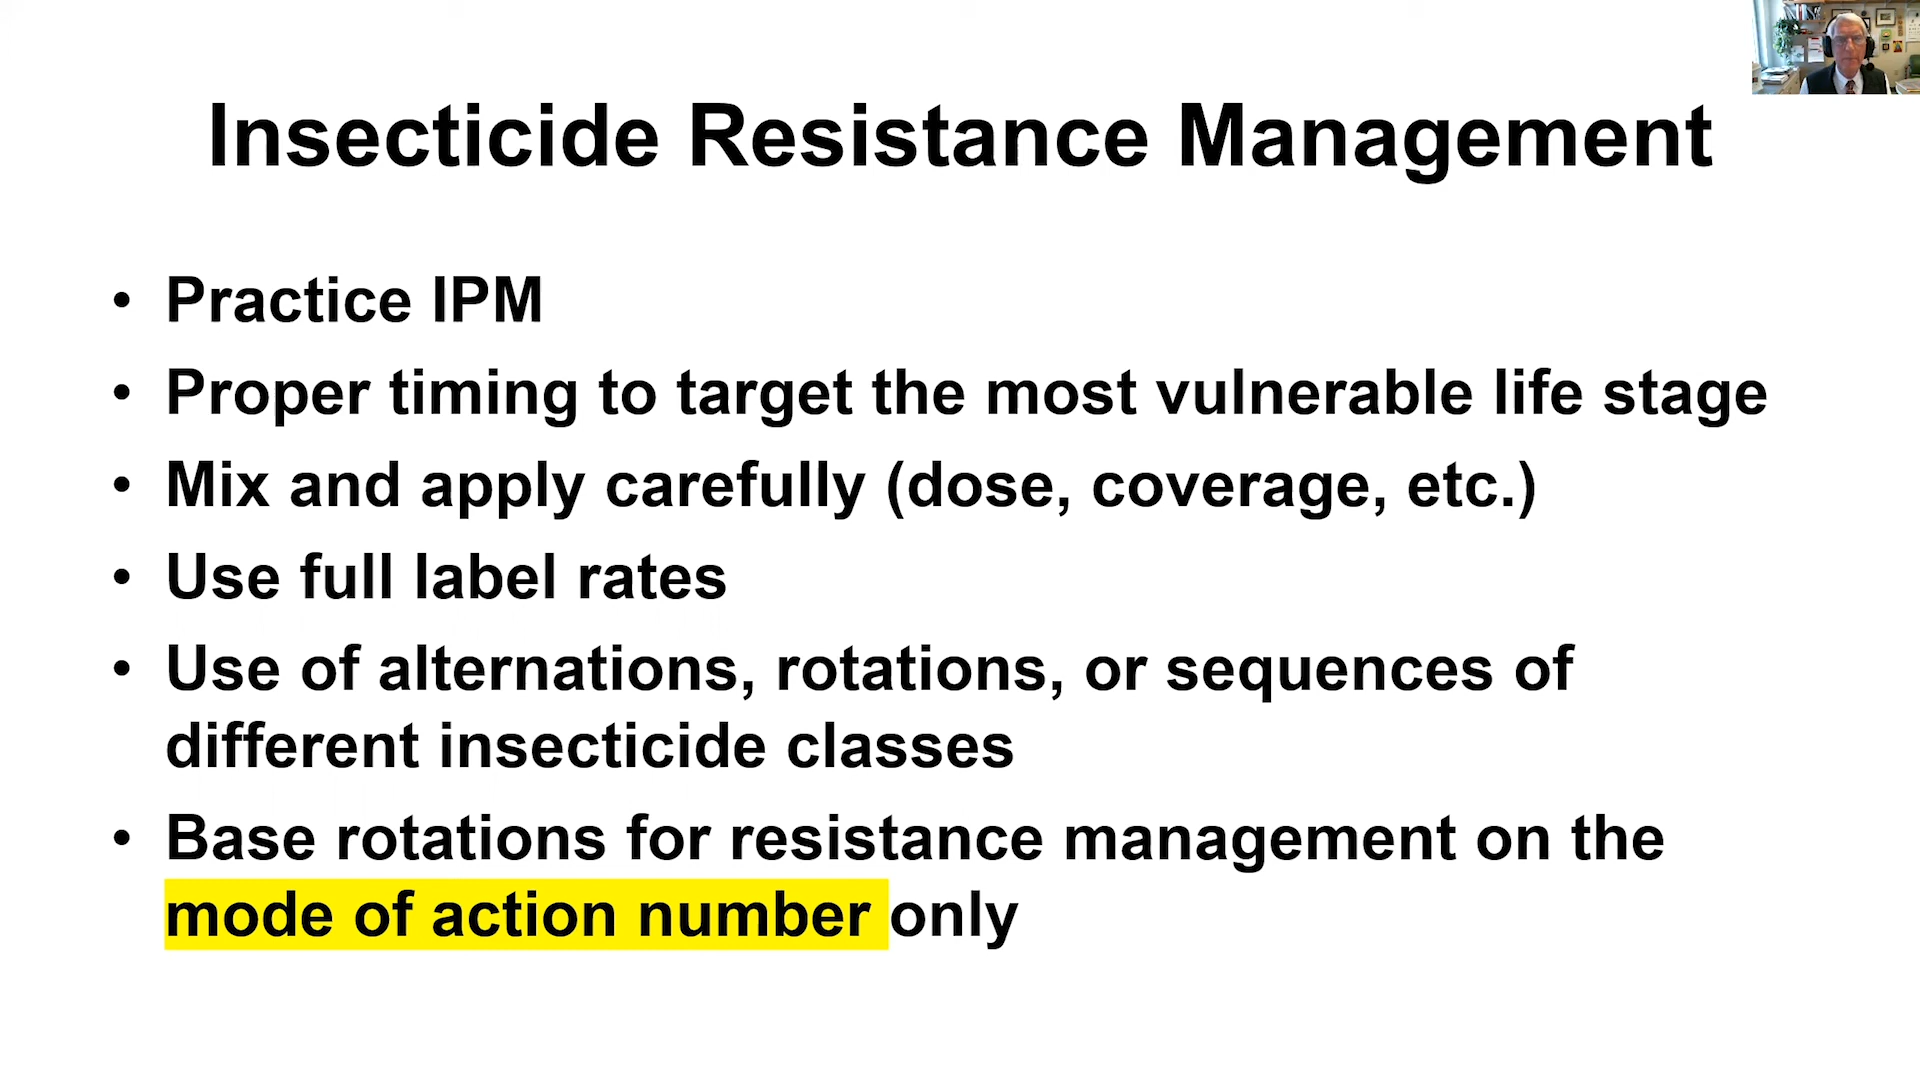 Insecticide Resistance Management
• Practice IPM
• Proper timing to target the most vulnerable life stage
• Mix and apply carefully (dose, coverage, etc.)
• Use full label rates
• Use of alternations, rotations, or sequences of
different insecticide classes
• Base rotations for resistance management on the
mode of action number only